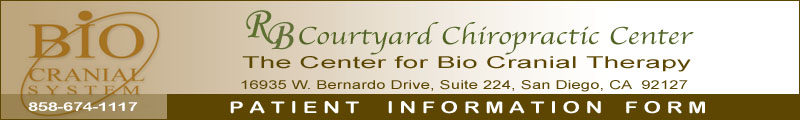 BIO
CRANIAL
SYSTEM
858-674-1117
RB Courtyard Chiropractic Center
The Center for Bio Cranial Therapy
16935 W. Bernardo Drive, Suite 224, San Diego, CA 92127
PATIENT INFORMATION FORM